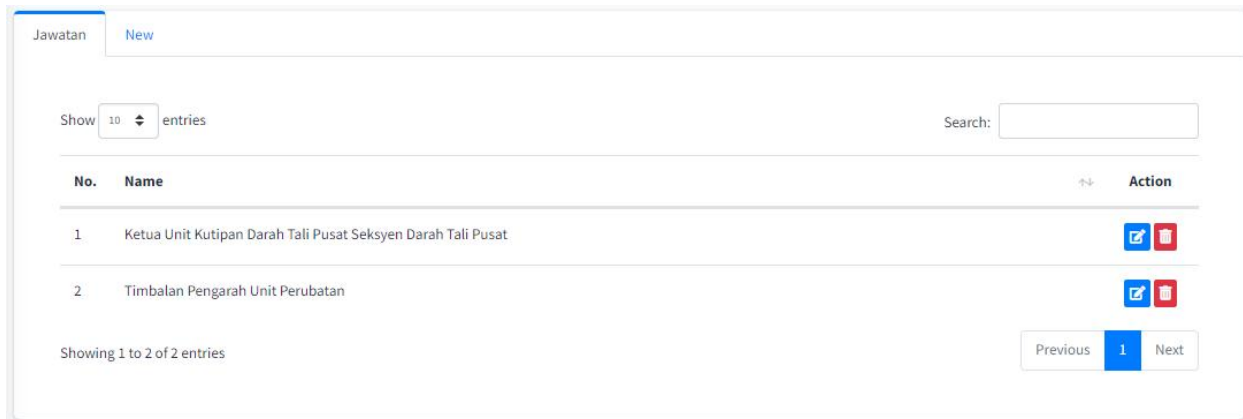 Jawatan New
Show 10 entries Search:
No. Name Action
1 Ketua Unit Kutipan Darah Tali Pusat Seksyen Darah Tali Pusat
2 Timbalan Pengarah Unit Perubatan
Showing 1 to 2 of 2 entries Previous 1 Next